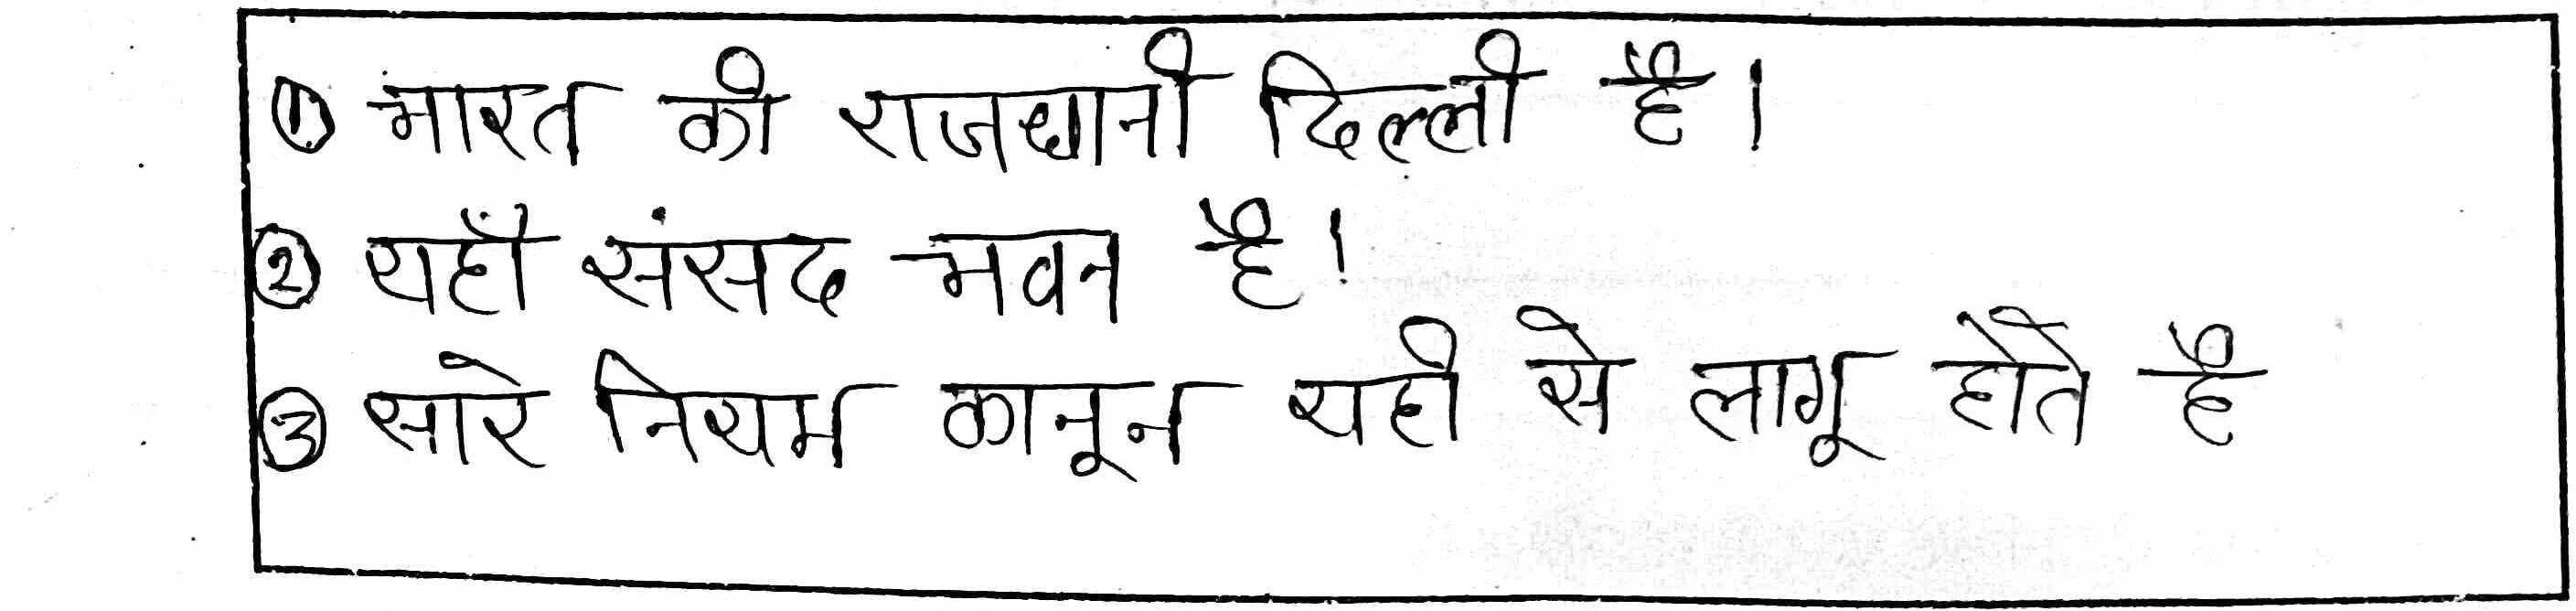 ① भारत की राजधानी दिल्ली है।
② यहाँ संसद भवन है।
③ सारे नियम कानून यही से लागू होते है